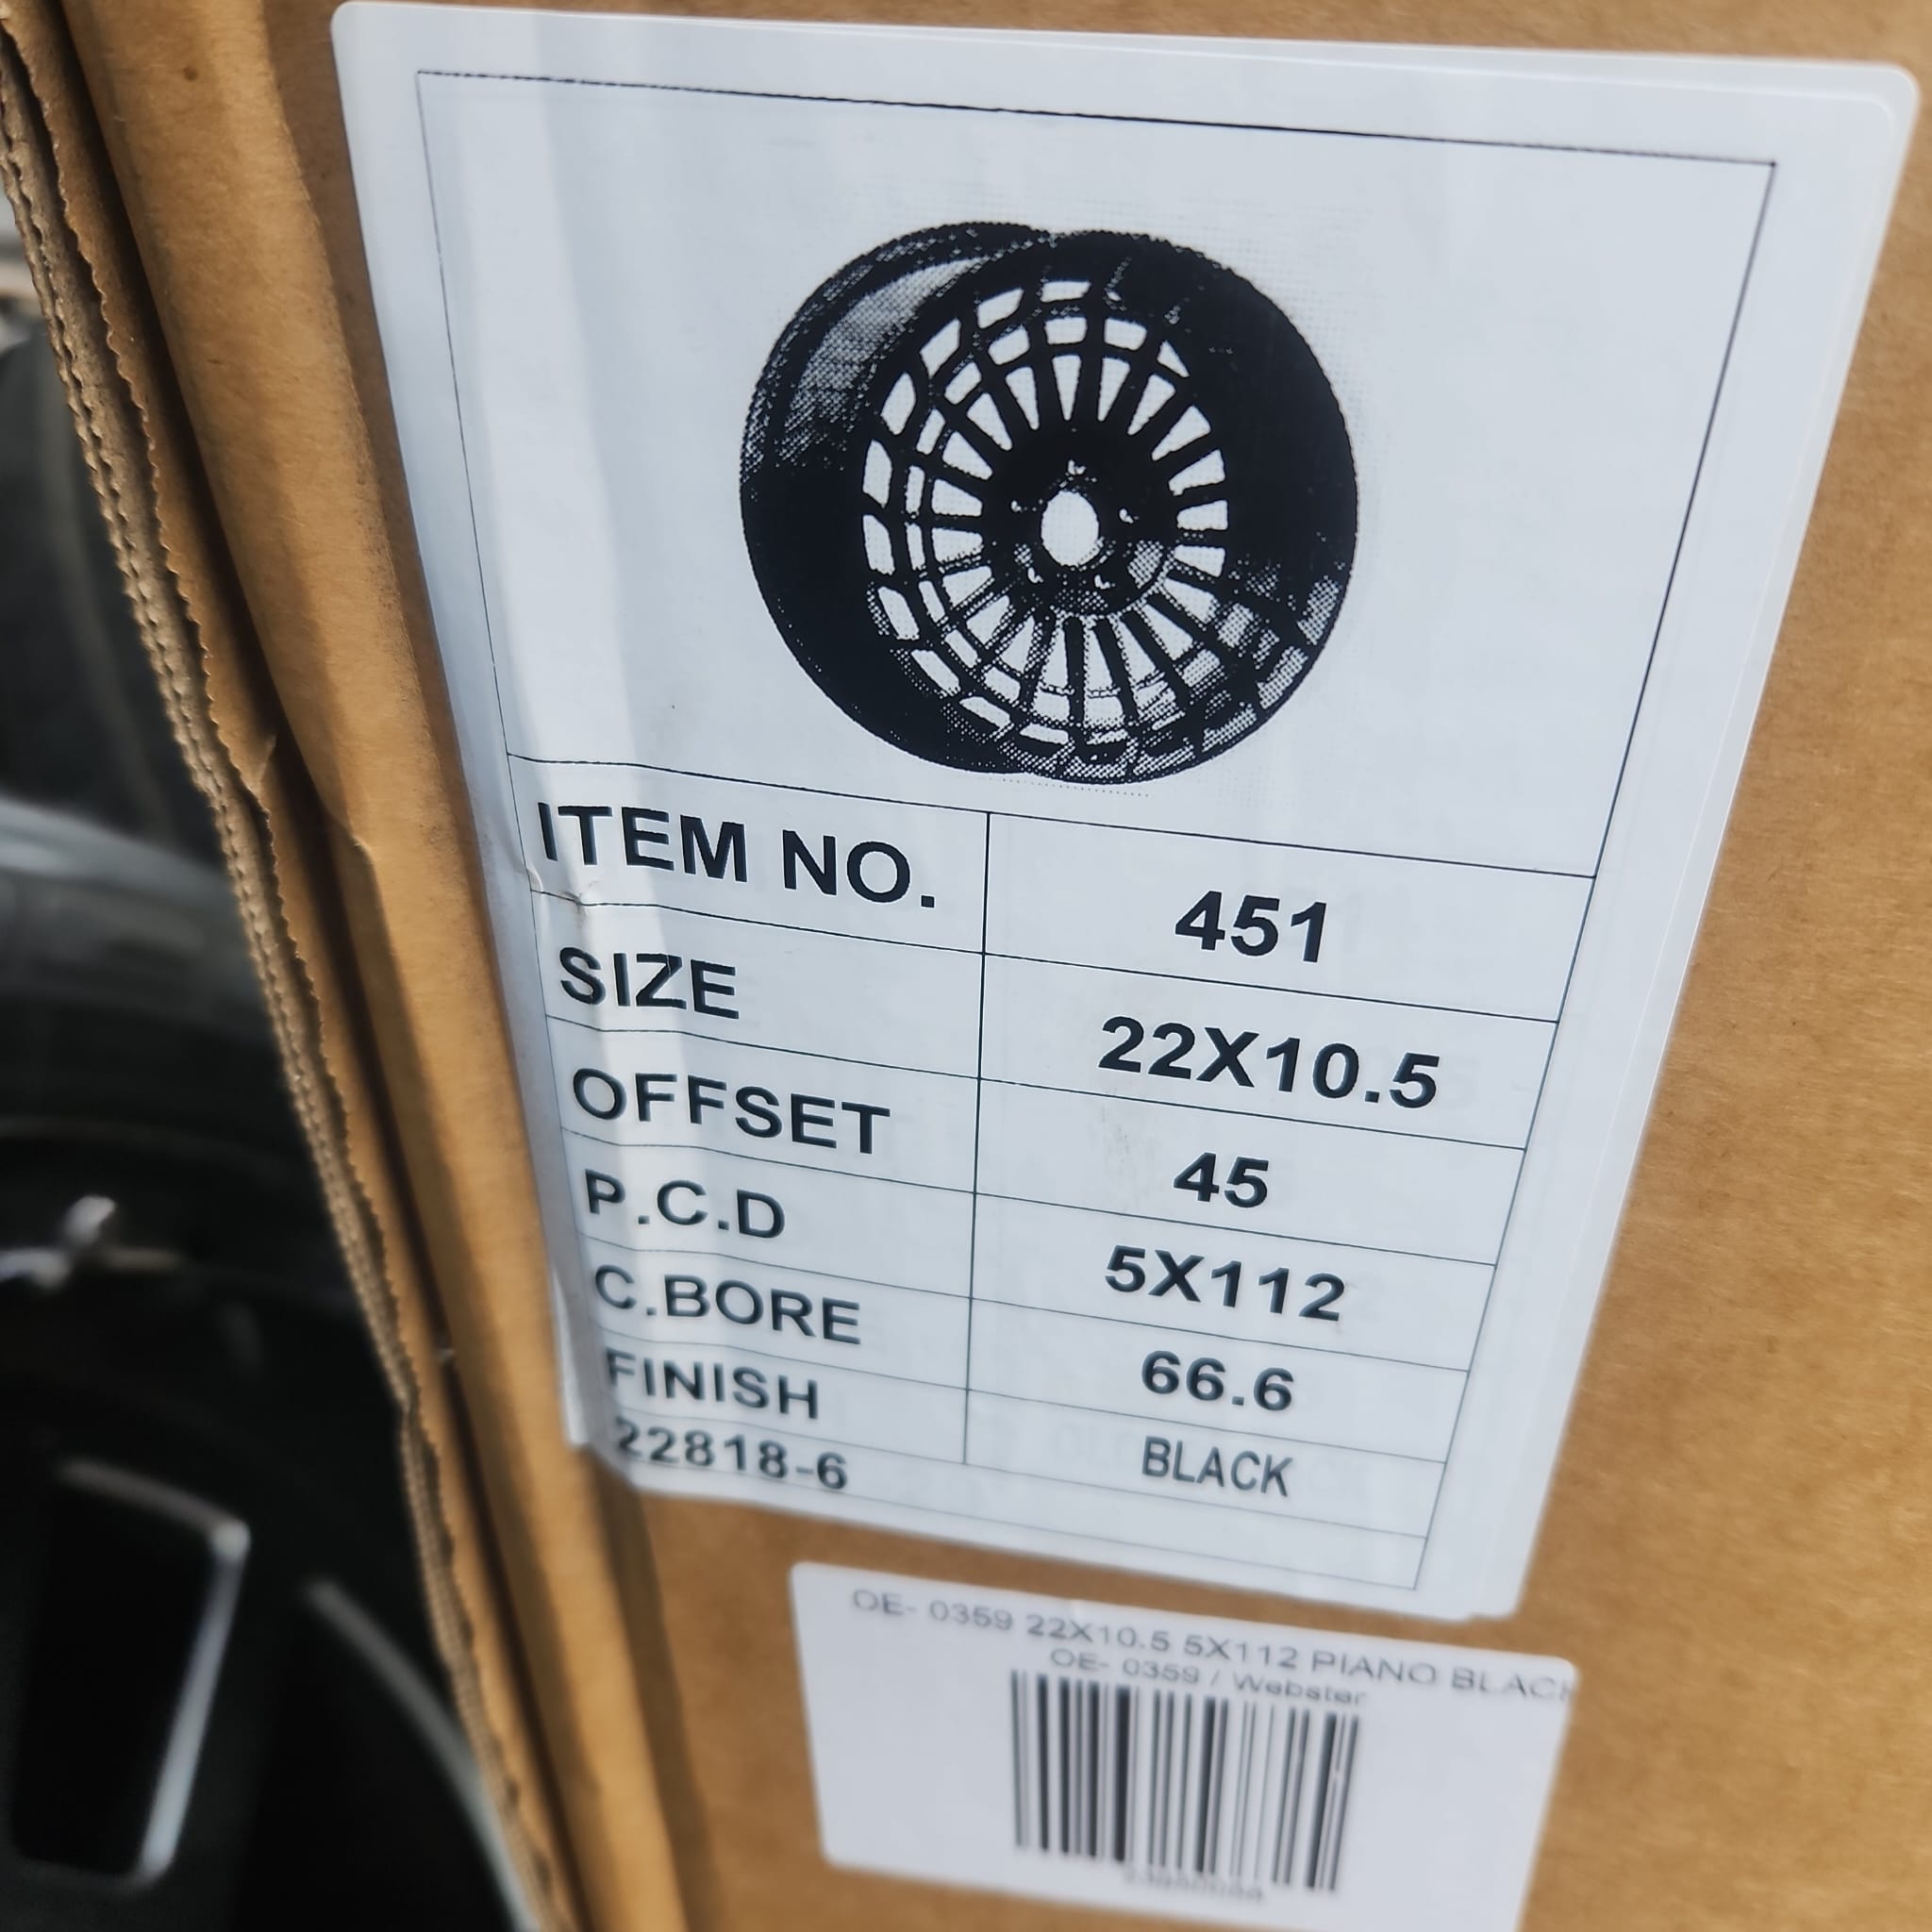 ITEM NO. 451
SIZE 22X10.5
OFFSET 45
P.C.D 5X112
C.BORE 66.6
FINISH BLACK
22818-6
OE- 0359 22X10.5 5X112 PIANO BLACK
OE- 0359 / Webster